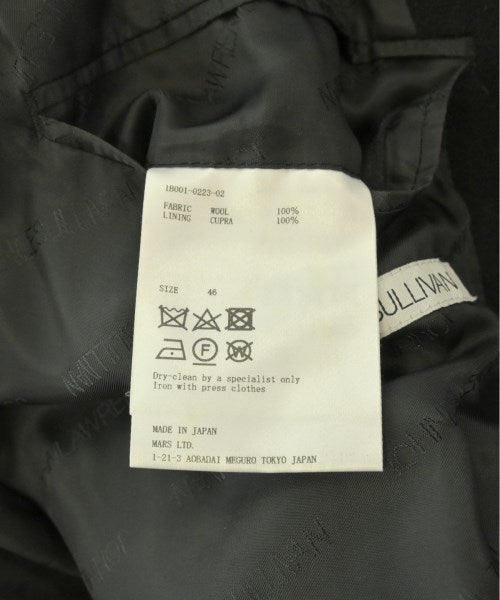 1B001-0223-02
FABRIC WOOL 100%
LINING CUPRA 100%
SIZE 46
F W
Dry-clean by a specialist only
Iron with press clothes
MADE IN JAPAN
MARS LTD.
1-21-3 AOBADAI MEGURO TOKYO JAPAN
SULLIVAN